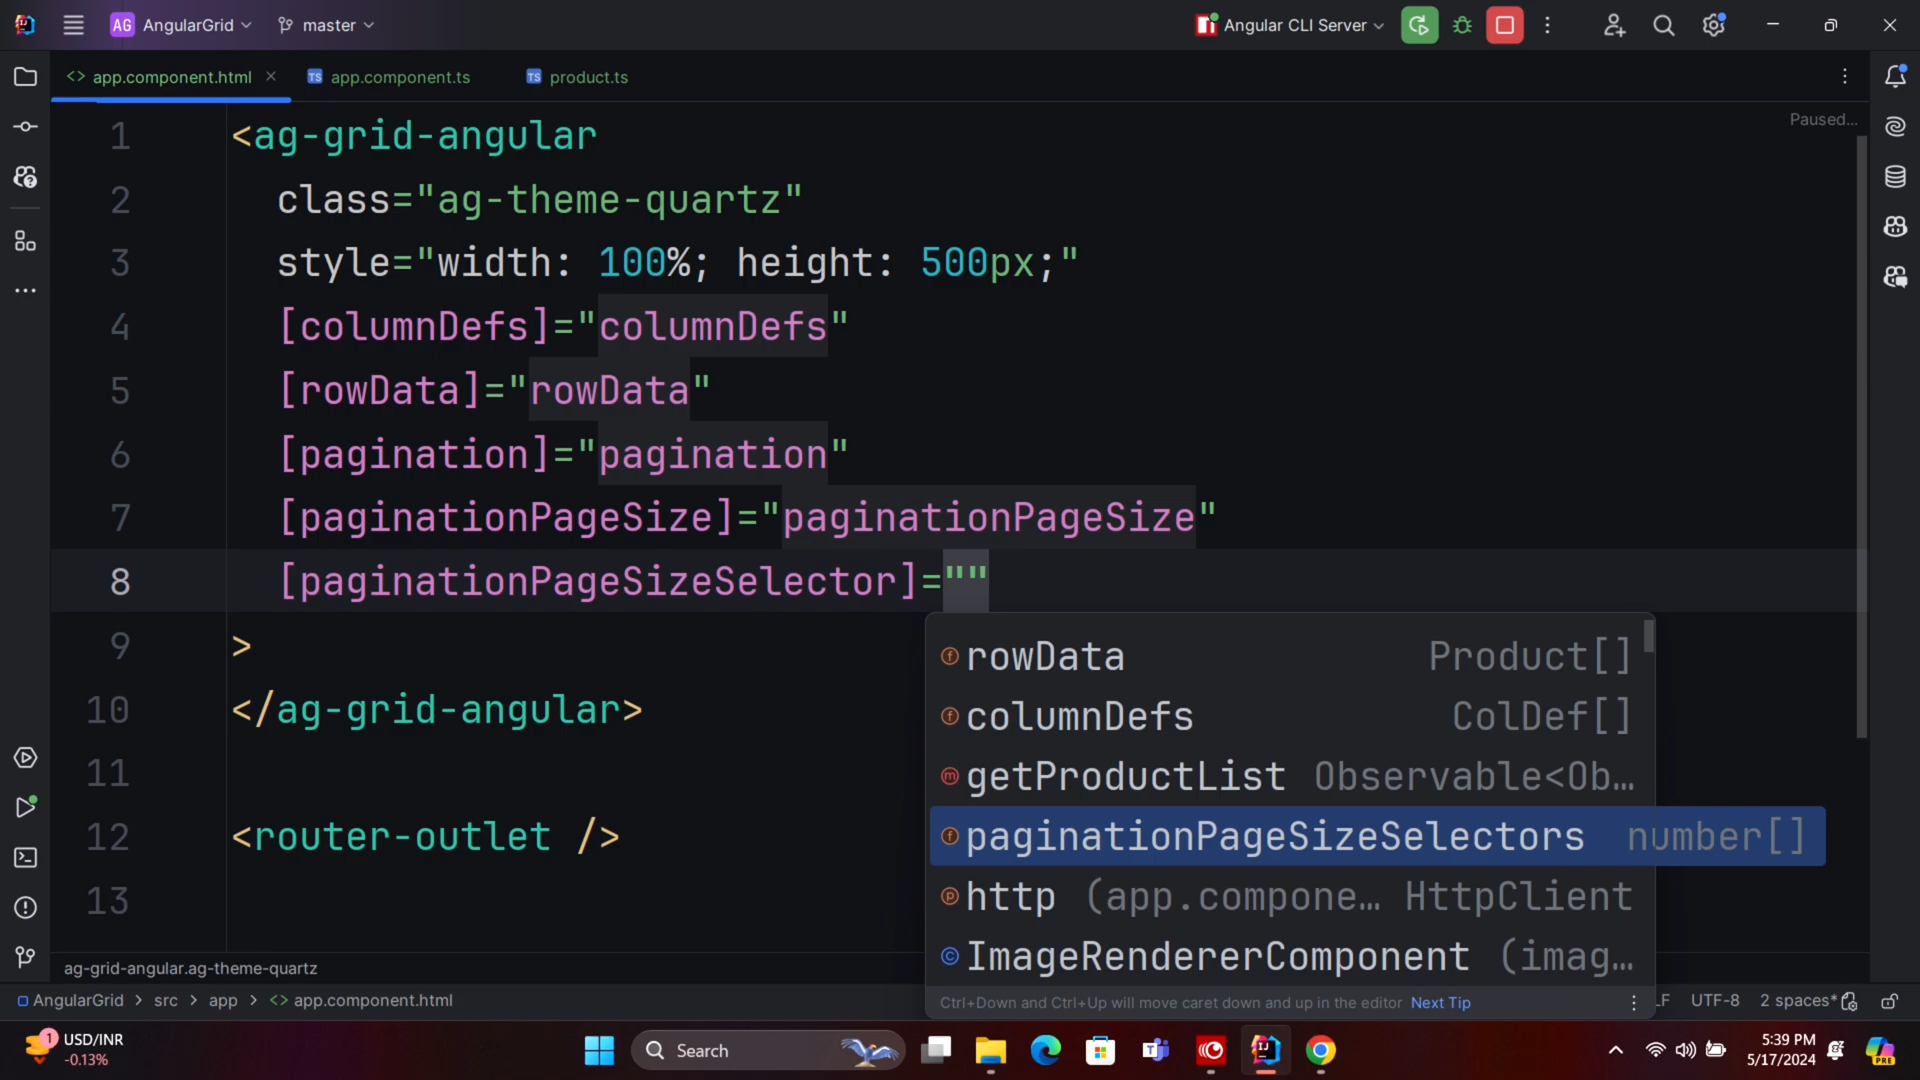 AG AngularGrid master Angular CLI Server
app.component.html app.component.ts product.ts
Paused...
1 <ag-grid-angular
2 class="ag-theme-quartz"
3 style="width: 100%; height: 500px;"
4 [columnDefs]="columnDefs"
5 [rowData]="rowData"
6 [pagination]="pagination"
7 [paginationPageSize]="paginationPageSize"
8 [paginationPageSizeSelector]=""
9 >
10 </ag-grid-angular>
11
12 <router-outlet />
13
rowData Product[]
columnDefs ColDef[]
getProductList Observable<Ob…
paginationPageSizeSelectors number[]
http (app.compone… HttpClient
ImageRendererComponent (imag…
Ctrl+Down and Ctrl+Up will move caret down and up in the editor Next Tip
ag-grid-angular.ag-theme-quartz
AngularGrid > src > app > app.component.html LF UTF-8 2 spaces*
1 USD/INR
-0.13%
Search
5:39 PM
5/17/2024
PRE